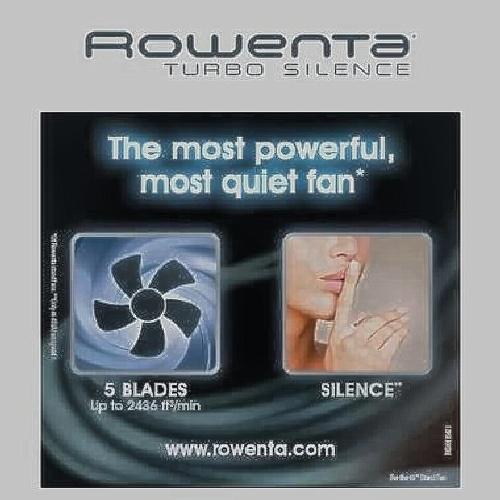 Rowenta
TURBO SILENCE
The most powerful,
most quiet fan*
5 BLADES
Up to 2436 ft³/min
SILENCE**
www.rowenta.com